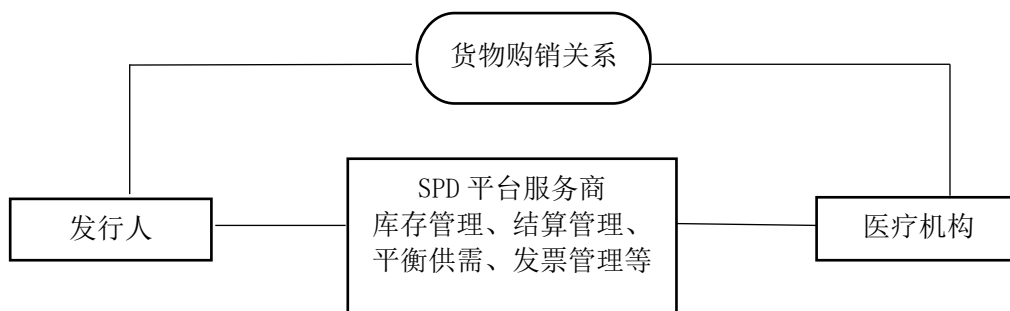 货物购销关系
发行人
SPD 平台服务商
库存管理、结算管理、
平衡供需、发票管理等
医疗机构